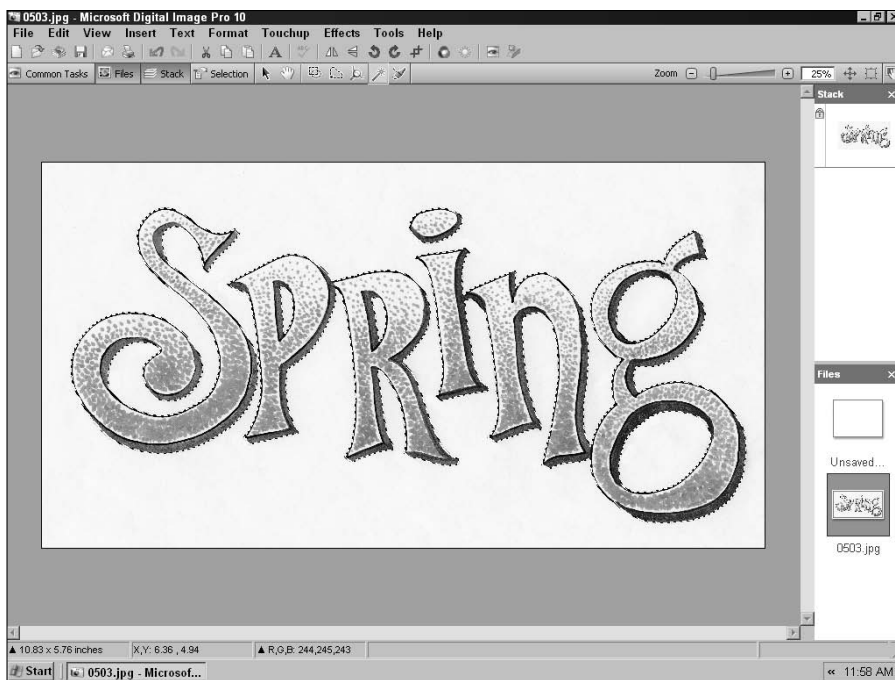 0503.jpg - Microsoft Digital Image Pro 10
File Edit View Insert Text Format Touchup Effects Tools Help
Common Tasks Files Stack Selection Zoom 25%
Stack
Spring
Files
Unsaved...
0503.jpg
10.83 x 5.76 inches X,Y: 6.36 , 4.94 R,G,B: 244,245,243
Start 0503.jpg - Microsof... « 11:58 AM